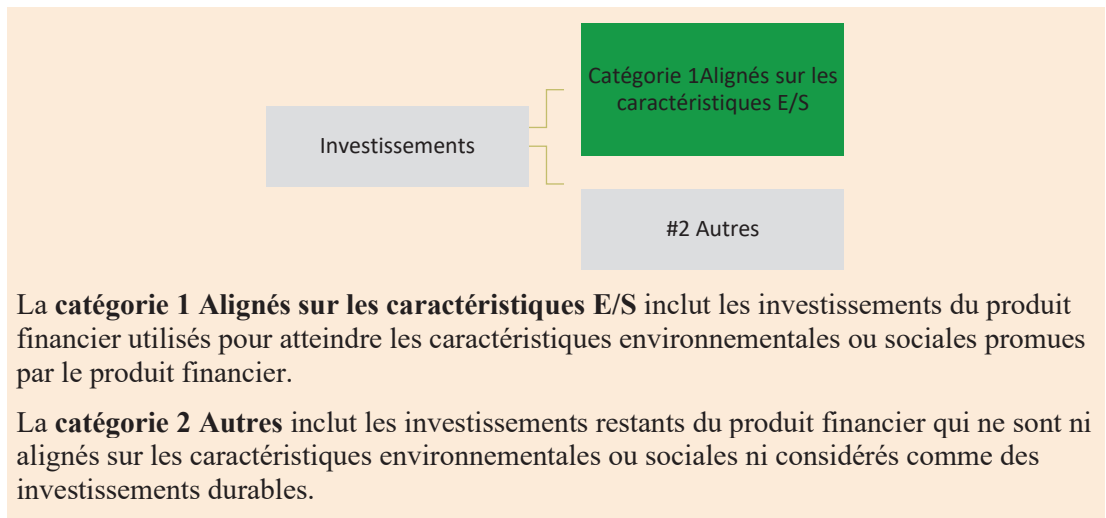 Catégorie 1Alignés sur les
caractéristiques E/S
Investissements
#2 Autres
La catégorie 1 Alignés sur les caractéristiques E/S inclut les investissements du produit
financier utilisés pour atteindre les caractéristiques environnementales ou sociales promues
par le produit financier.
La catégorie 2 Autres inclut les investissements restants du produit financier qui ne sont ni
alignés sur les caractéristiques environnementales ou sociales ni considérés comme des
investissements durables.